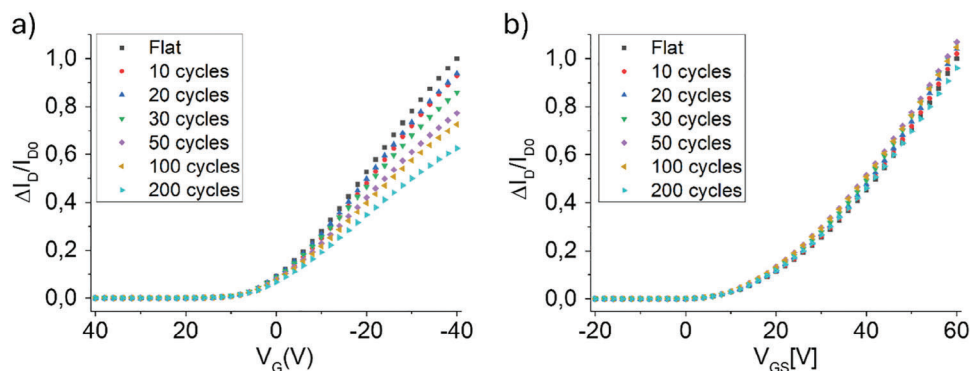 a)
Flat
10 cycles
20 cycles
30 cycles
50 cycles
100 cycles
200 cycles
1,0
0,8
0,6
0,4
0,2
0,0
ΔI_D/I_D0
40
20
0
-20
-40
V_G(V)
b)
Flat
10 cycles
20 cycles
30 cycles
50 cycles
100 cycles
200 cycles
1,0
0,8
0,6
0,4
0,2
0,0
ΔI_D/I_D0
-20
0
20
40
60
V_GS[V]